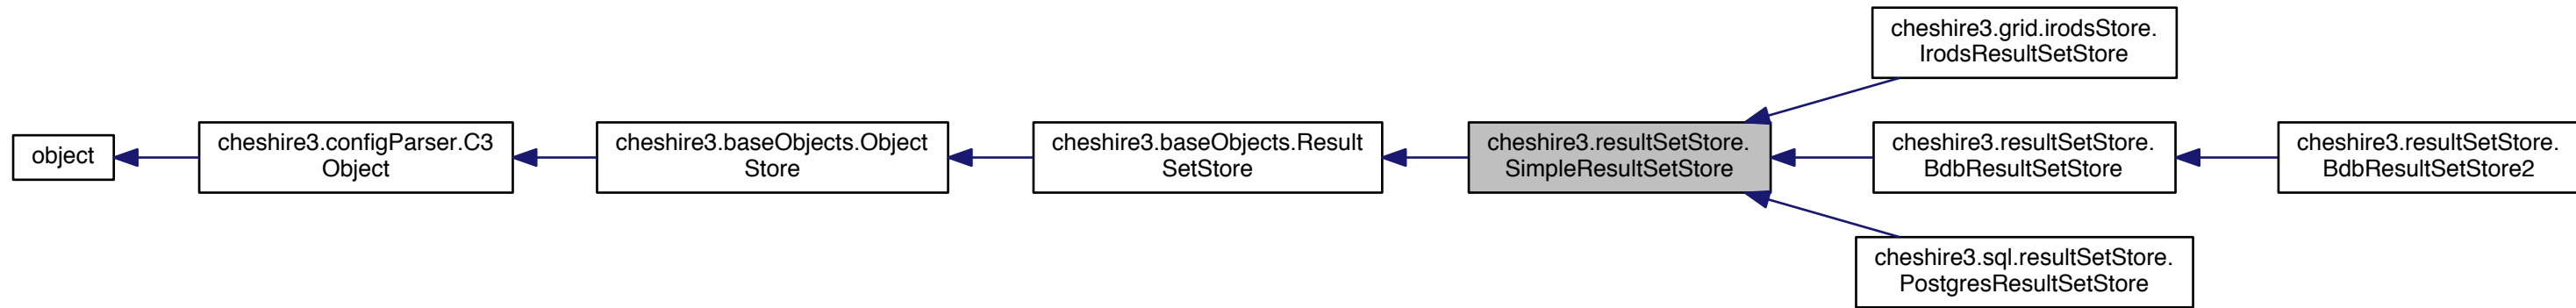 object
cheshire3.configParser.C3
Object
cheshire3.baseObjects.Object
Store
cheshire3.baseObjects.Result
SetStore
cheshire3.resultSetStore.
SimpleResultSetStore
cheshire3.grid.irodsStore.
IrodsResultSetStore
cheshire3.resultSetStore.
BdbResultSetStore
cheshire3.sql.resultSetStore.
PostgresResultSetStore
cheshire3.resultSetStore.
BdbResultSetStore2